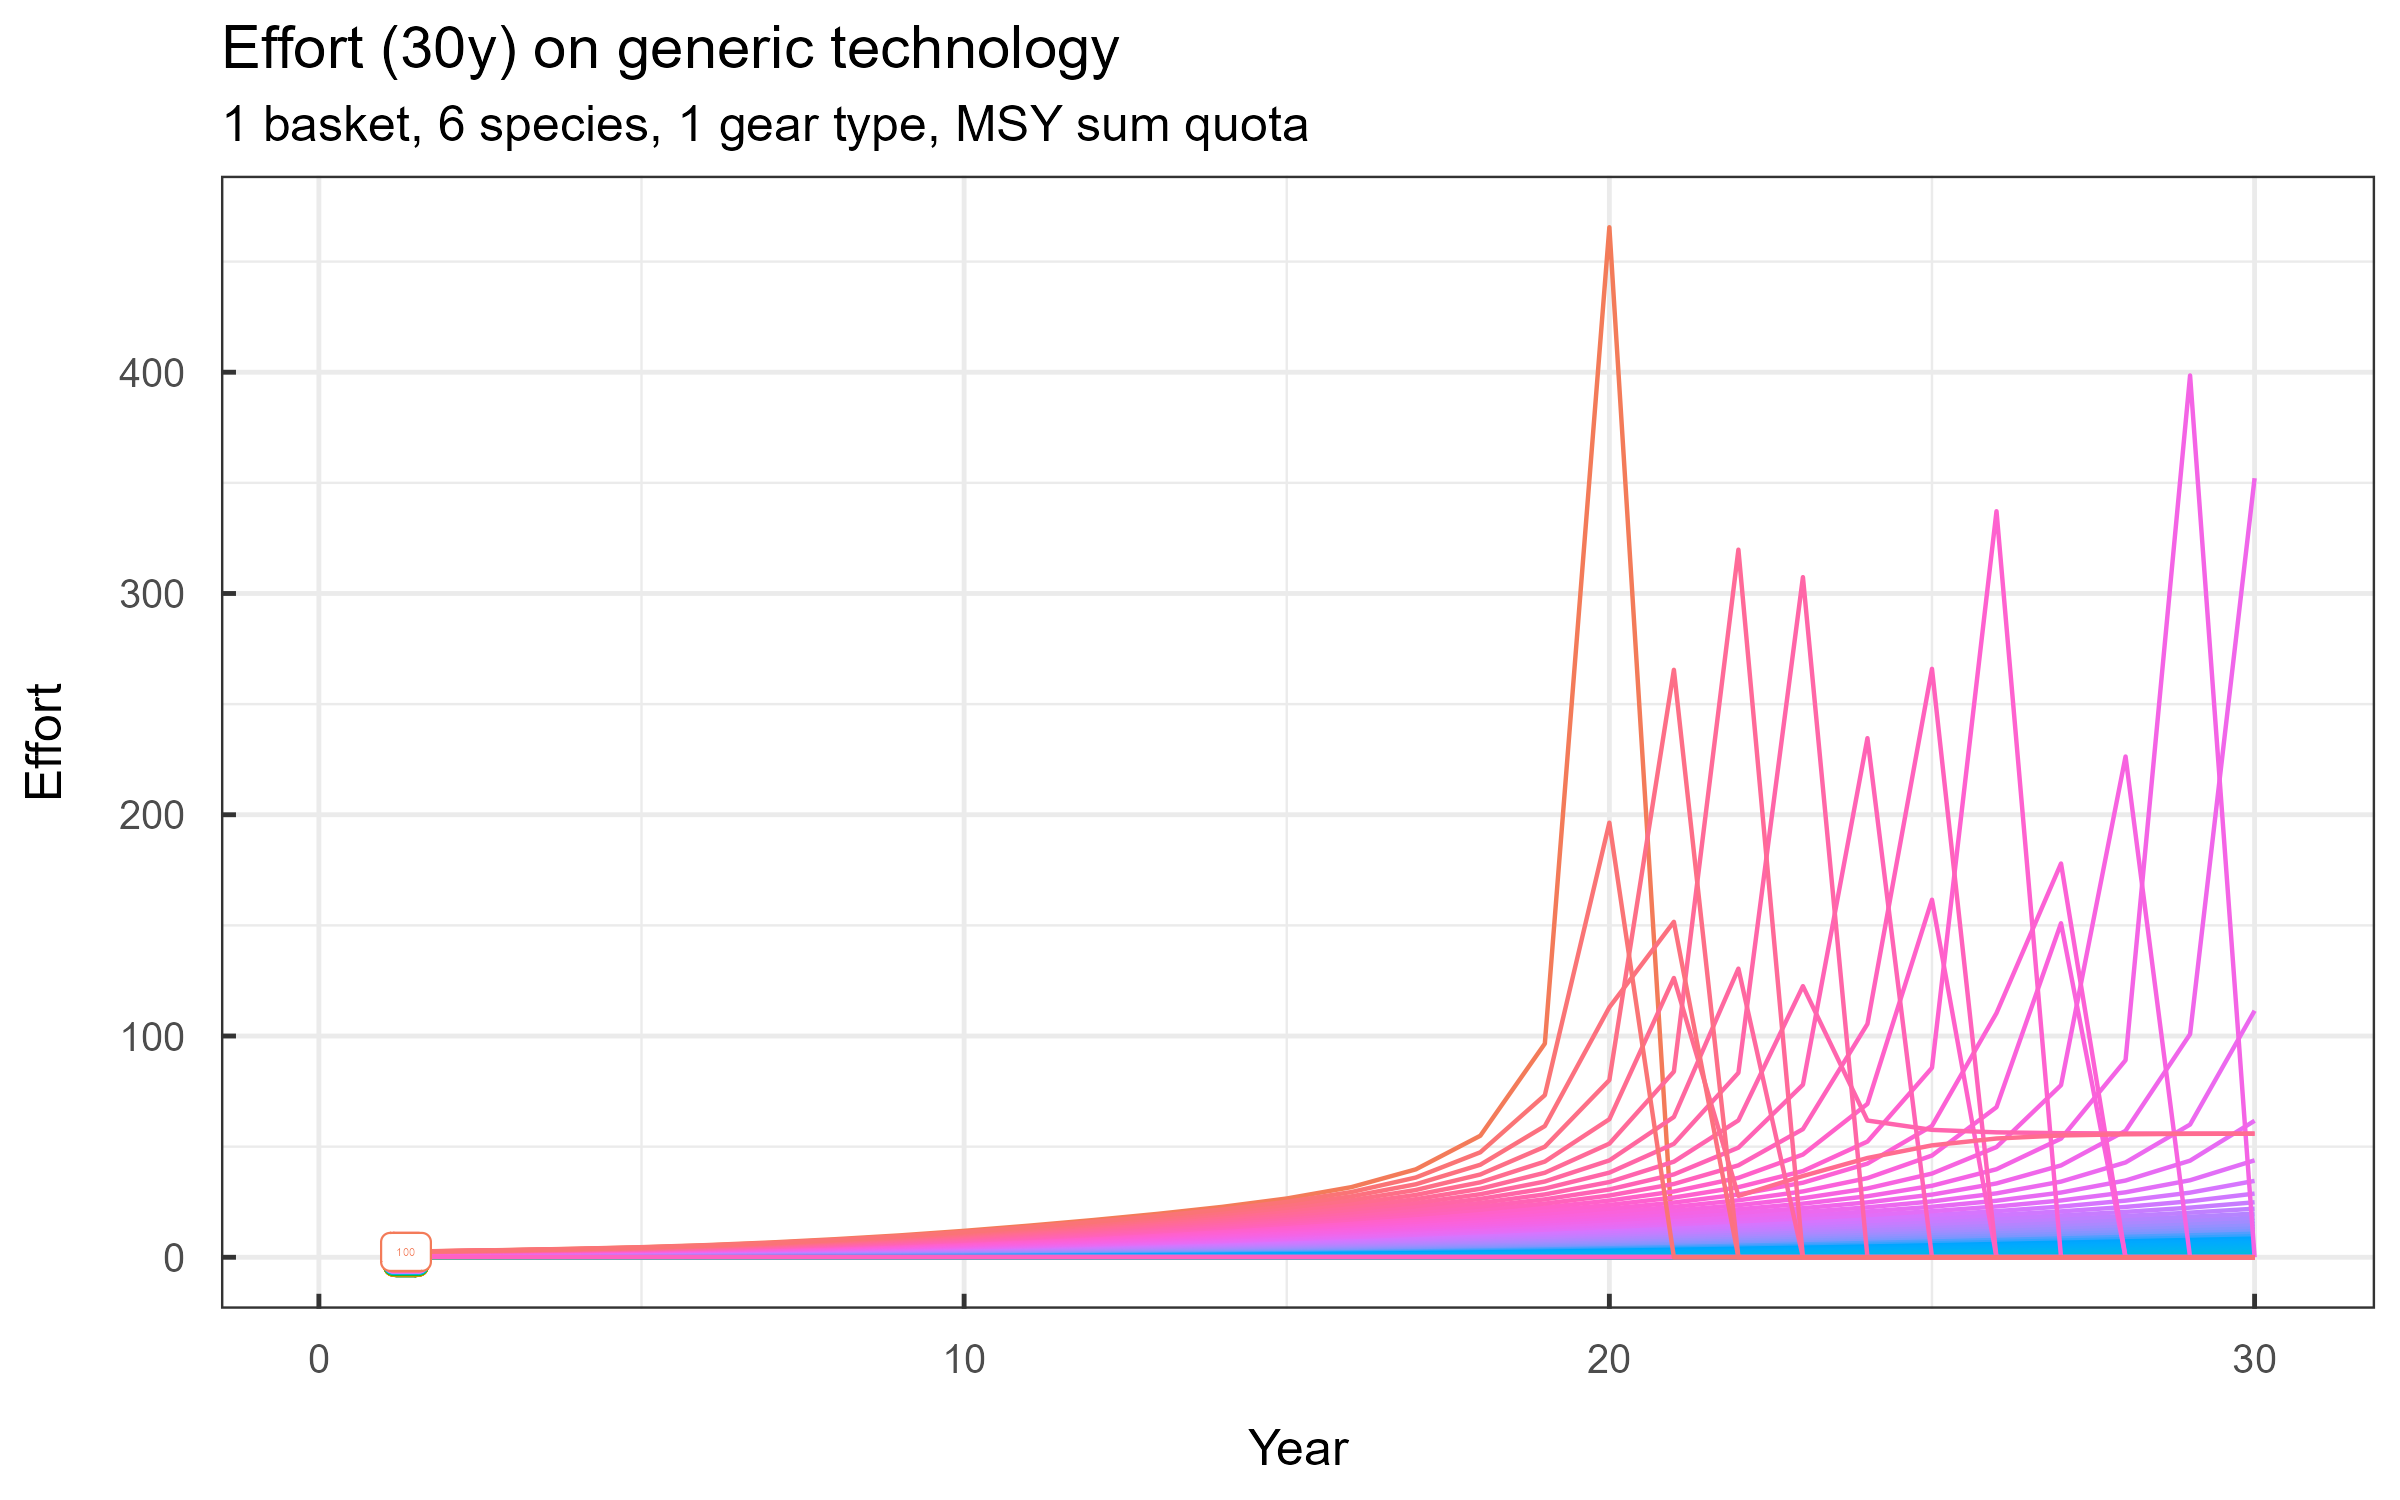 Effort (30y) on generic technology
1 basket, 6 species, 1 gear type, MSY sum quota
Effort
400
300
200
100
0
100
0
10
20
30
Year